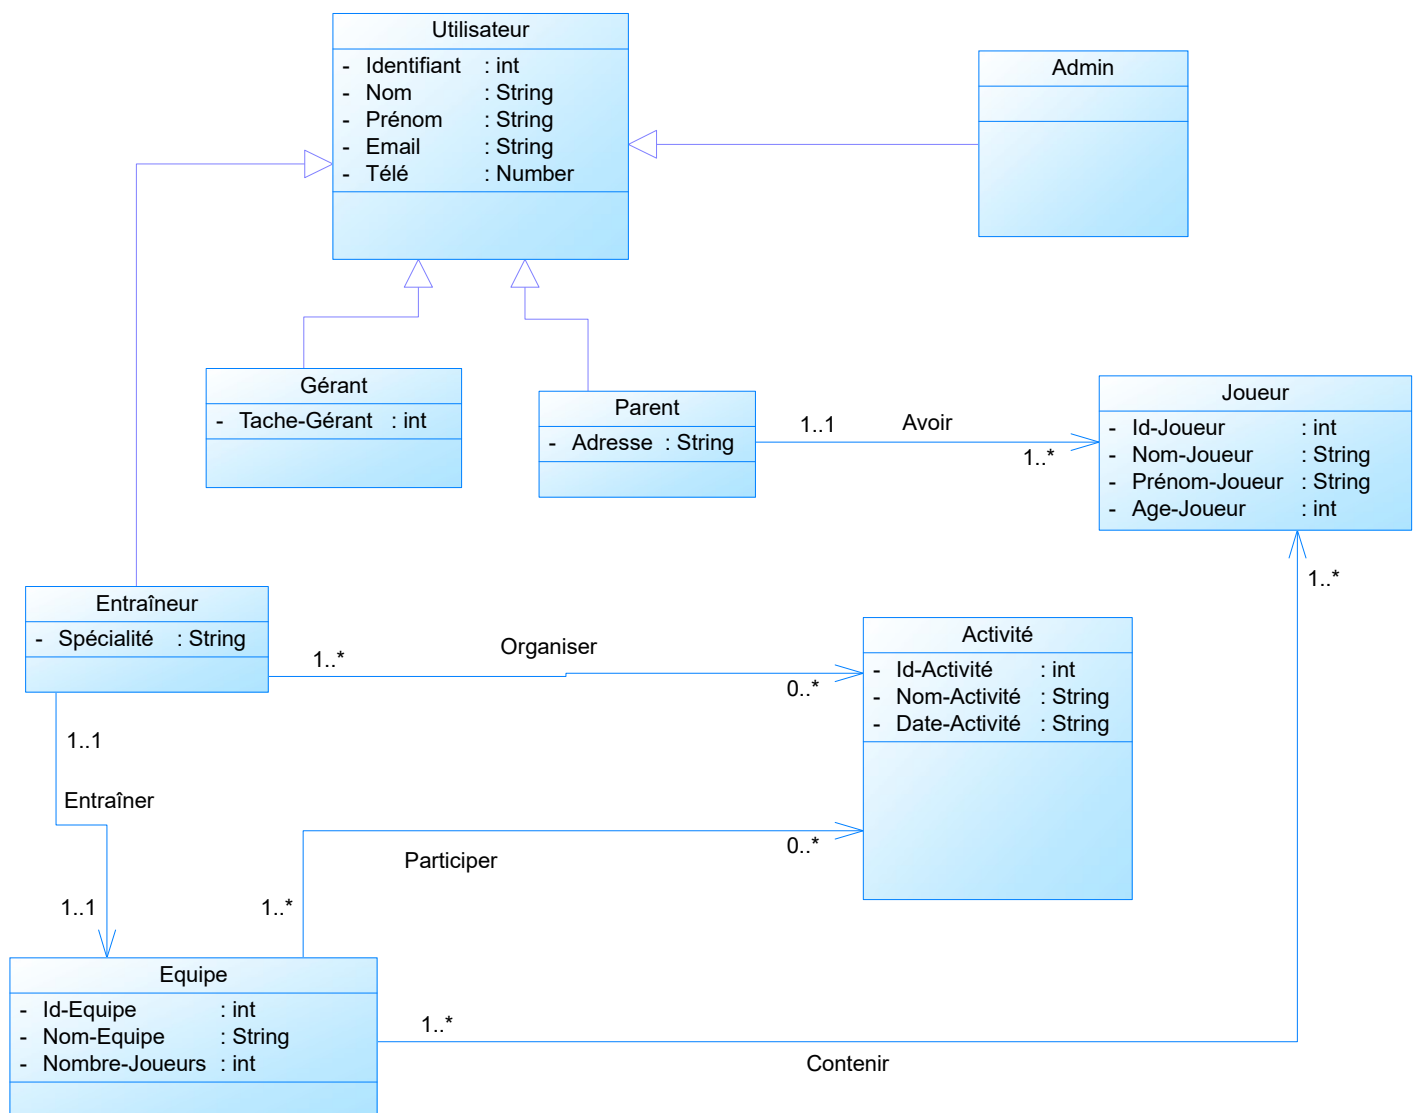 Utilisateur
- Identifiant : int
- Nom : String
- Prénom : String
- Email : String
- Télé : Number
Admin
Gérant
- Tache-Gérant : int
Parent
- Adresse : String
1..1
Avoir
1..*
Joueur
- Id-Joueur : int
- Nom-Joueur : String
- Prénom-Joueur : String
- Age-Joueur : int
1..*
Entraîneur
- Spécialité : String
1..*
Organiser
0..*
Activité
- Id-Activité : int
- Nom-Activité : String
- Date-Activité : String
1..1
Entraîner
1..1
Participer
0..*
1..*
Equipe
- Id-Equipe : int
- Nom-Equipe : String
- Nombre-Joueurs : int
1..*
Contenir